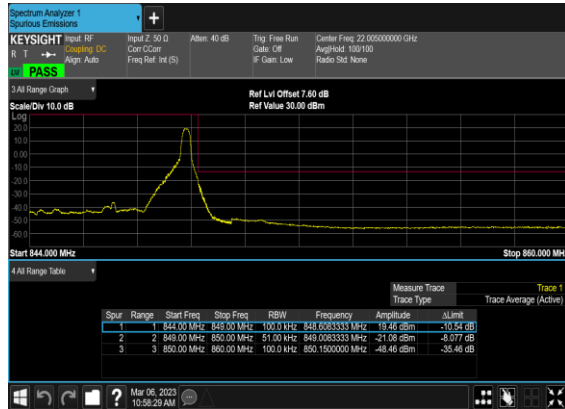 Spectrum Analyzer 1
Spurious Emissions
KEYSIGHT Input: RF Input Z: 50 Ω Atten: 40 dB Trig: Free Run Center Freq: 22.005000000 GHz
R T Coupling: DC Corr CCorr Gate: Off Avg|Hold: 100/100
Align: Auto Freq Ref: Int (S) IF Gain: Low Radio Std: None
PASS
3 All Range Graph Ref Lvl Offset 7.60 dB
Scale/Div 10.0 dB Ref Value 30.00 dBm
Log
20.0
10.0
0.00
-10.0
-20.0
-30.0
-40.0
-50.0
-60.0
Start 844.000 MHz Stop 860.000 MH
4 All Range Table
Measure Trace Trace 1
Trace Type Trace Average (Active)
Spur Range Start Freq Stop Freq RBW Frequency Amplitude ΔLimit
1 1 844.00 MHz 849.00 MHz 100.0 kHz 848.6083333 MHz 19.46 dBm -10.54 dB
2 2 849.00 MHz 850.00 MHz 51.00 kHz 849.0083333 MHz -21.08 dBm -8.077 dB
3 3 850.00 MHz 860.00 MHz 100.0 kHz 850.1500000 MHz -48.46 dBm -35.46 dB
? Mar 06, 2023
10:58:29 AM